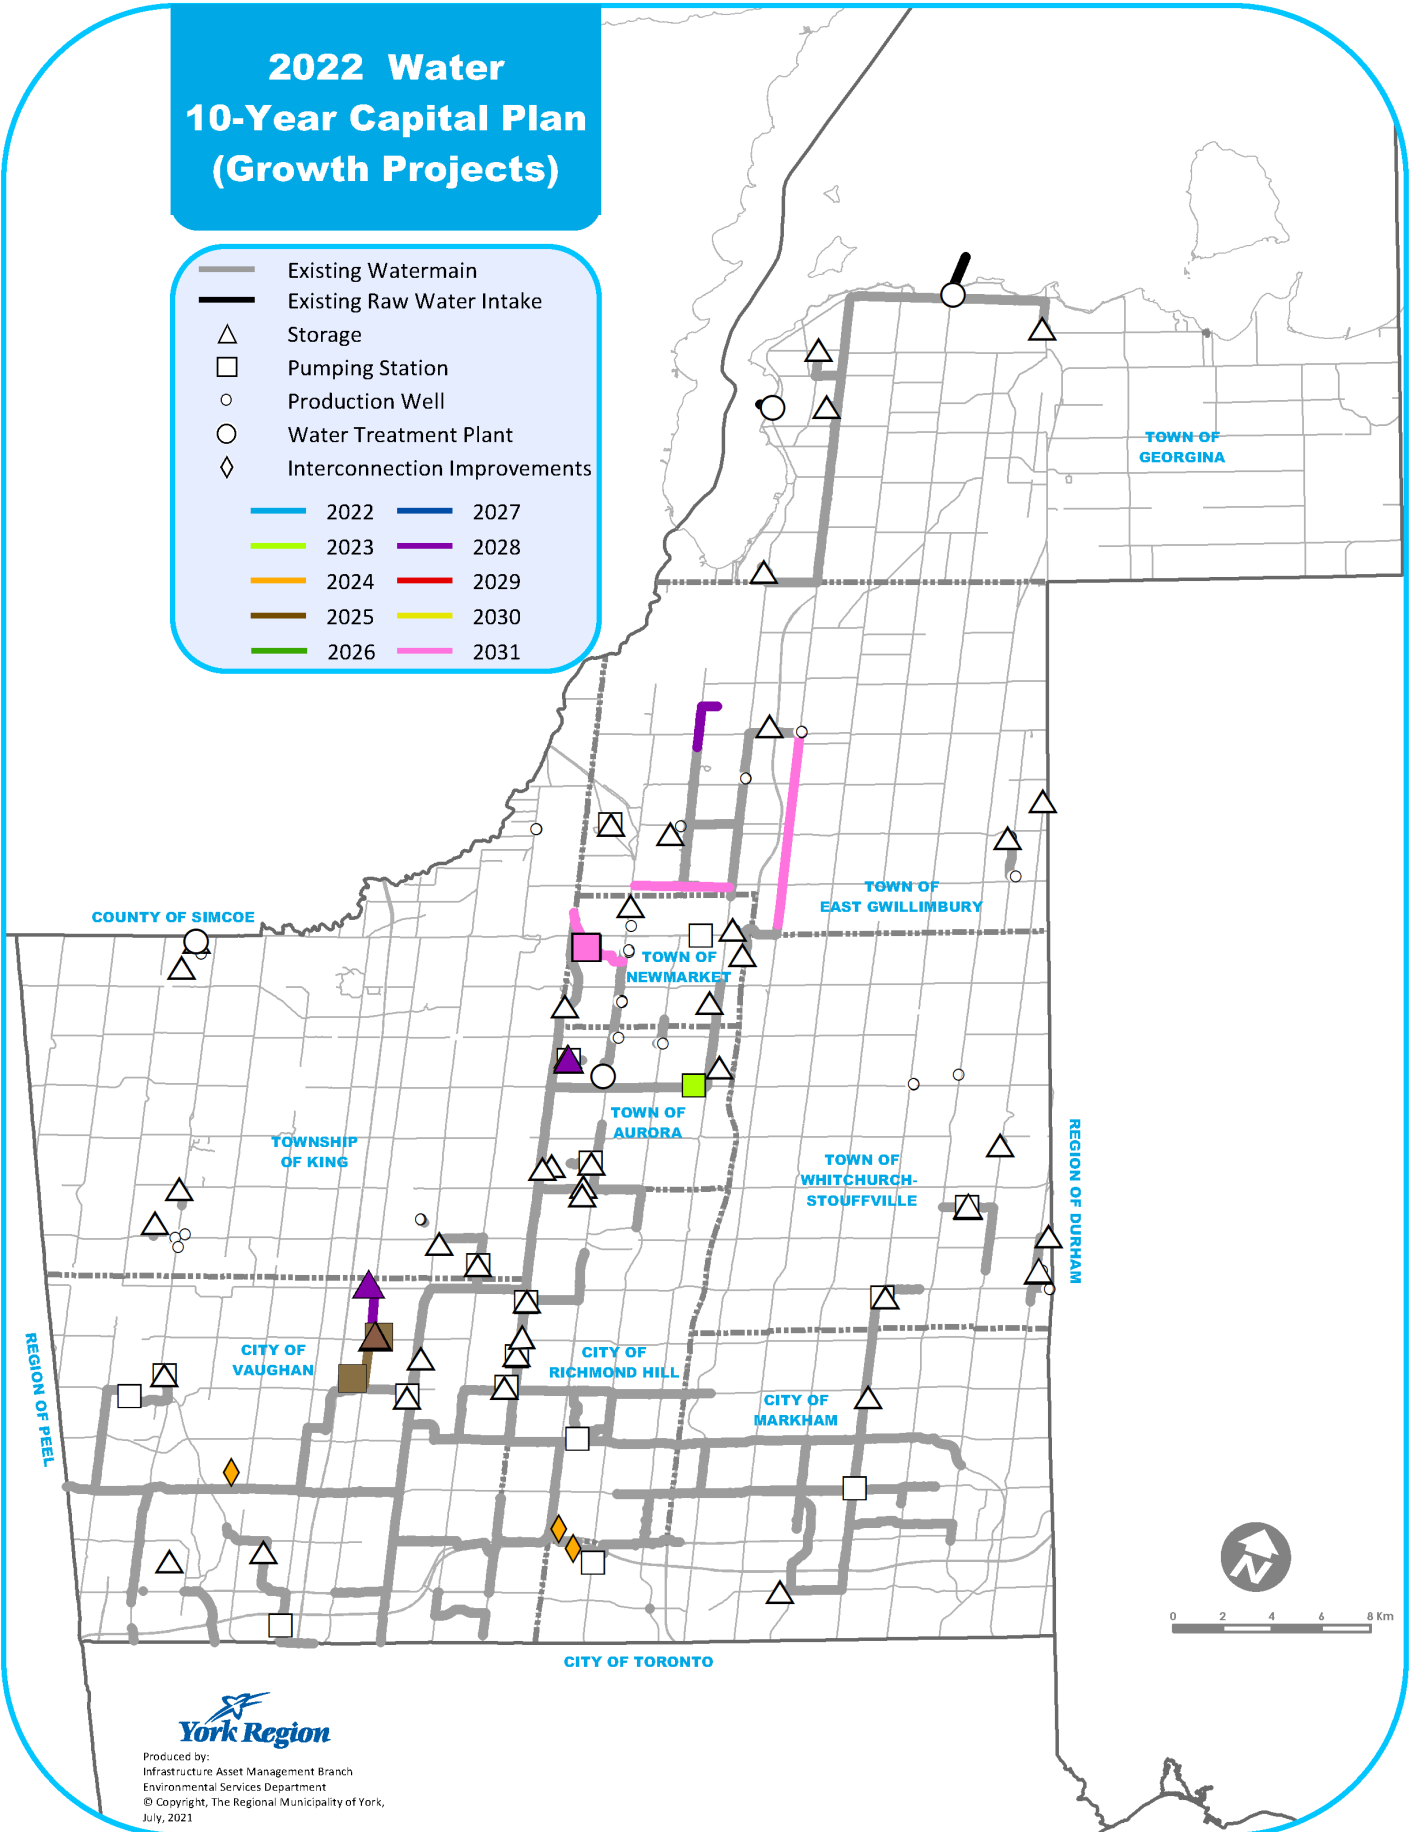 2022 Water
10-Year Capital Plan
(Growth Projects)
Existing Watermain
Existing Raw Water Intake
Storage
Pumping Station
Production Well
Water Treatment Plant
Interconnection Improvements
2022 2027
2023 2028
2024 2029
2025 2030
2026 2031
TOWN OF
GEORGINA
TOWN OF
EAST GWILLIMBURY
COUNTY OF SIMCOE
TOWN OF
NEWMARKET
TOWN OF
AURORA
TOWNSHIP
OF KING
TOWN OF
WHITCHURCH-
STOUFFVILLE
REGION OF DURHAM
REGION OF PEEL
CITY OF
VAUGHAN
CITY OF
RICHMOND HILL
CITY OF
MARKHAM
N
0 2 4 6 8 Km
CITY OF TORONTO
York Region
Produced by:
Infrastructure Asset Management Branch
Environmental Services Department
© Copyright, The Regional Municipality of York,
July, 2021